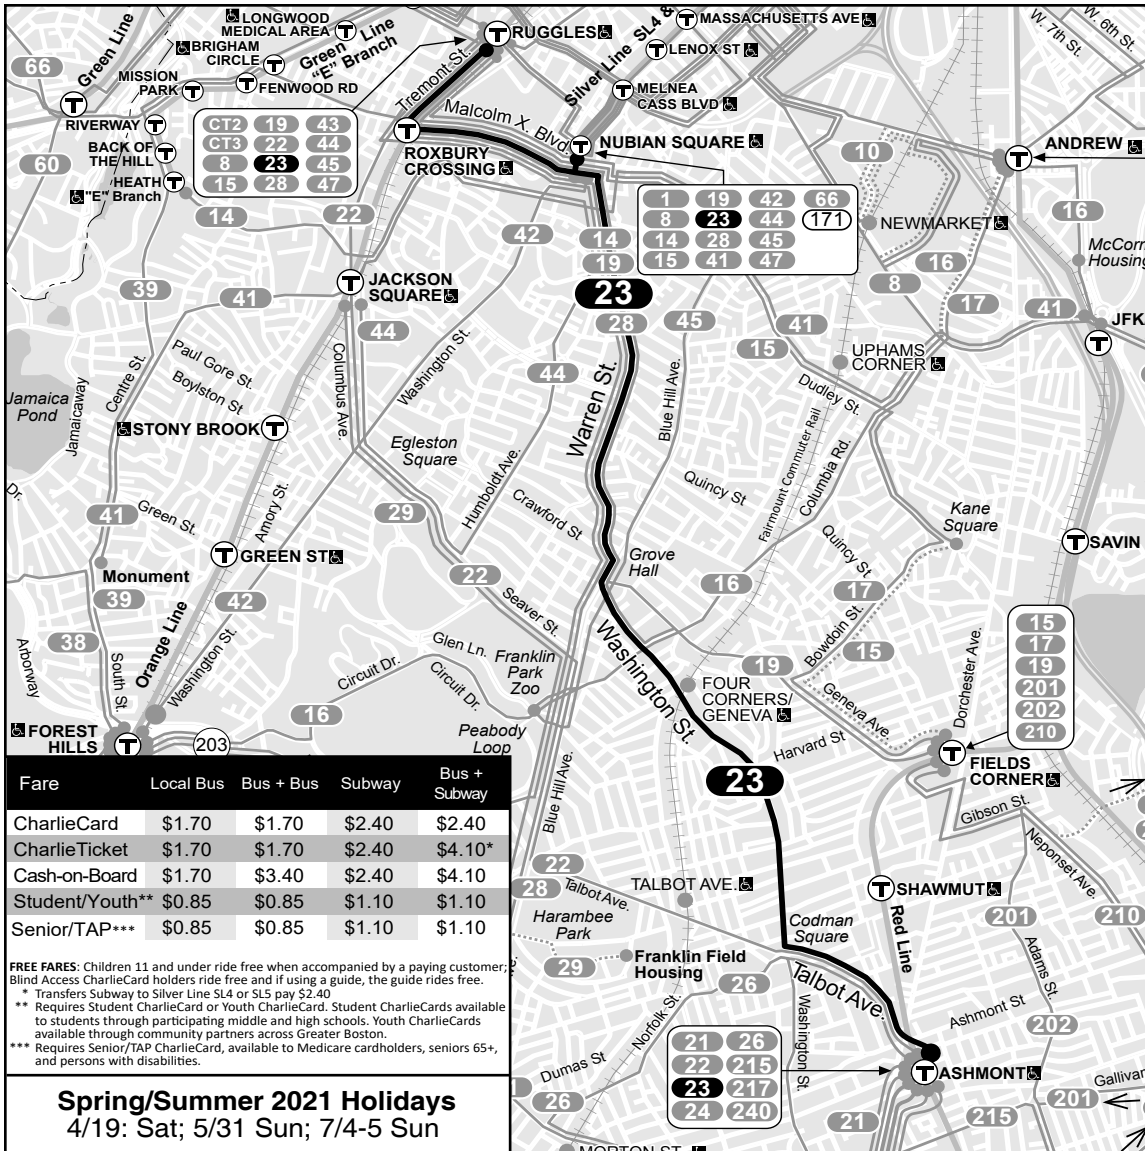 LONGWOOD
MEDICAL AREA
RUGGLES
MASSACHUSETTS AVE
W. 7th St.
W. 6th St.
Green Line
BRIGHAM
CIRCLE
Green Line
"E" Branch
Silver Line SL4 &
LENOX ST
66
MISSION
PARK
FENWOOD RD
Tremont St.
MELNEA
CASS BLVD
RIVERWAY
CT2 19 43
CT3 22 44
8 23 45
15 28 47
Malcolm X. Blvd.
NUBIAN SQUARE
ANDREW
BACK OF
THE HILL
60
ROXBURY
CROSSING
10
HEATH
"E" Branch
1 19 42 66
8 23 44 171
14 28 45
15 41 47
NEWMARKET
16
14
22
42
14
19
23
28
McCorm
Housing
16
8
39
41
JACKSON
SQUARE
17
41
JFK
44
45
41
15
UPHAMS
CORNER
Paul Gore St.
Boylston St
Centre St.
Jamaicaway
Jamaica
Pond
Columbus Ave.
Washington St.
44
Warren St.
Blue Hill Ave.
Dudley St.
STONY BROOK
Egleston
Square
Humboldt Ave.
Fairmount Commuter Rail
Columbia Rd.
Dr.
Green St.
Amory St.
41
29
Crawford St
Quincy St
Kane
Square
Quincy St
GREEN ST
SAVIN
Monument
39
42
22
Grove
Hall
16
17
Seaver St.
Bowdoin St.
15
17
19
201
202
210
38
Orange Line
Washington St.
Arborway
South St.
Glen Ln.
Circuit Dr.
Circuit Dr.
Franklin
Park
Zoo
Washington St.
19
15
Geneva Ave.
Dorchester Ave.
FOUR
CORNERS/
GENEVA
16
FOREST
HILLS
203
Peabody
Loop
Harvard St
FIELDS
CORNER
23
Blue Hill Ave.
Gibson St.
Neponset Ave.
Fare Local Bus Bus + Bus Subway Bus + Subway
CharlieCard $1.70 $1.70 $2.40 $2.40
CharlieTicket $1.70 $1.70 $2.40 $4.10*
Cash-on-Board $1.70 $3.40 $2.40 $4.10
Student/Youth** $0.85 $0.85 $1.10 $1.10
Senior/TAP*** $0.85 $0.85 $1.10 $1.10
22
28
Talbot Ave.
TALBOT AVE.
SHAWMUT
Red Line
201
210
Harambee
Park
Codman
Square
29
Franklin Field
Housing
26
Talbot Ave.
Adams St.
Norfolk St.
Washington St.
Ashmont St
202
FREE FARES: Children 11 and under ride free when accompanied by a paying customer;
Blind Access CharlieCard holders ride free and if using a guide, the guide rides free.
* Transfers Subway to Silver Line SL4 or SL5 pay $2.40
** Requires Student CharlieCard or Youth CharlieCard. Student CharlieCards available
to students through participating middle and high schools. Youth CharlieCards
available through community partners across Greater Boston.
*** Requires Senior/TAP CharlieCard, available to Medicare cardholders, seniors 65+,
and persons with disabilities.
Dumas St
26
21 26
22 215
23 217
24 240
ASHMONT
Gallivan
201
215
21
MORTON ST.
Spring/Summer 2021 Holidays
4/19: Sat; 5/31 Sun; 7/4-5 Sun